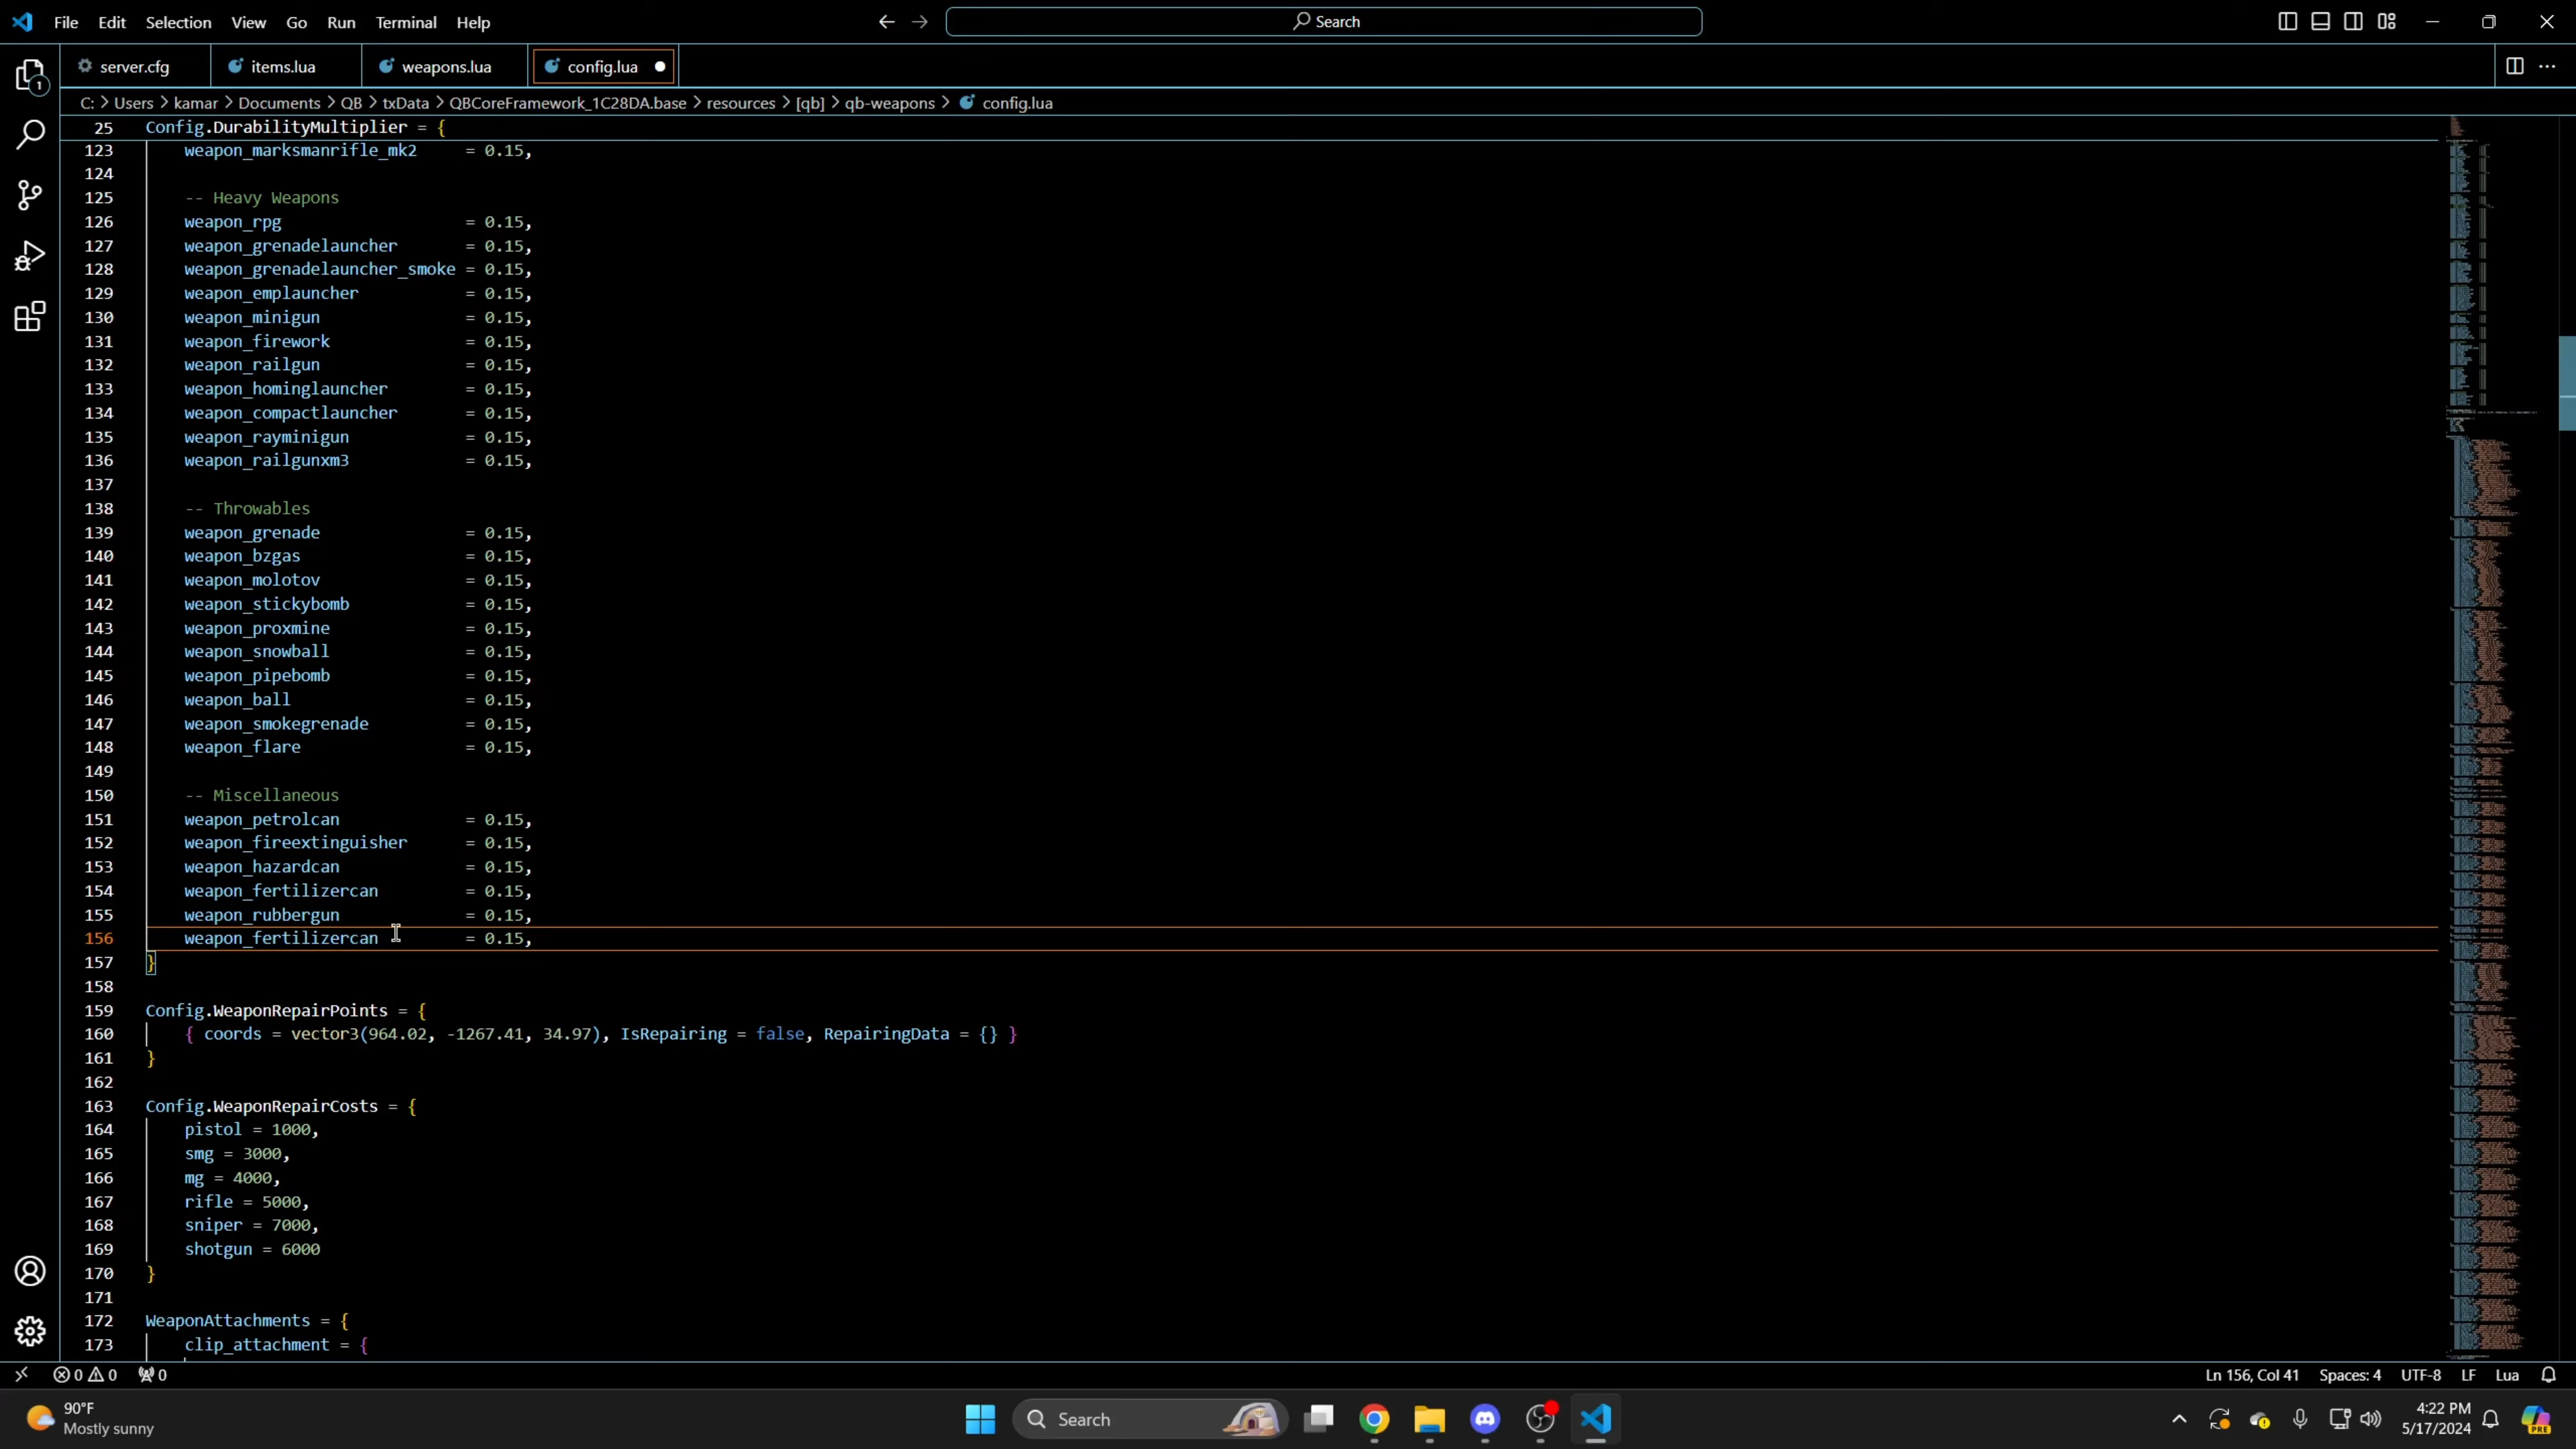 File Edit Selection View Go Run Terminal Help
Search
server.cfg items.lua weapons.lua config.lua
C: > Users > kamar > Documents > QB > txData > QBCoreFramework_1C28DA.base > resources > [qb] > qb-weapons > config.lua
1
25 Config.DurabilityMultiplier = {
123 weapon_marksmanrifle_mk2 = 0.15,
124
125 -- Heavy Weapons
126 weapon_rpg = 0.15,
127 weapon_grenadelauncher = 0.15,
128 weapon_grenadelauncher_smoke = 0.15,
129 weapon_emplauncher = 0.15,
130 weapon_minigun = 0.15,
131 weapon_firework = 0.15,
132 weapon_railgun = 0.15,
133 weapon_hominglauncher = 0.15,
134 weapon_compactlauncher = 0.15,
135 weapon_rayminigun = 0.15,
136 weapon_railgunxm3 = 0.15,
137
138 -- Throwables
139 weapon_grenade = 0.15,
140 weapon_bzgas = 0.15,
141 weapon_molotov = 0.15,
142 weapon_stickybomb = 0.15,
143 weapon_proxmine = 0.15,
144 weapon_snowball = 0.15,
145 weapon_pipebomb = 0.15,
146 weapon_ball = 0.15,
147 weapon_smokegrenade = 0.15,
148 weapon_flare = 0.15,
149
150 -- Miscellaneous
151 weapon_petrolcan = 0.15,
152 weapon_fireextinguisher = 0.15,
153 weapon_hazardcan = 0.15,
154 weapon_fertilizercan = 0.15,
155 weapon_rubbergun = 0.15,
156 weapon_fertilizercan = 0.15,
157 }
158
159 Config.WeaponRepairPoints = {
160 { coords = vector3(964.02, -1267.41, 34.97), IsRepairing = false, RepairingData = {} }
161 }
162
163 Config.WeaponRepairCosts = {
164 pistol = 1000,
165 smg = 3000,
166 mg = 4000,
167 rifle = 5000,
168 sniper = 7000,
169 shotgun = 6000
170 }
171
172 WeaponAttachments = {
173 clip_attachment = {
0 0 0 Ln 156, Col 41 Spaces: 4 UTF-8 LF Lua
90°F
Mostly sunny
Search
4:22 PM
5/17/2024
PRE